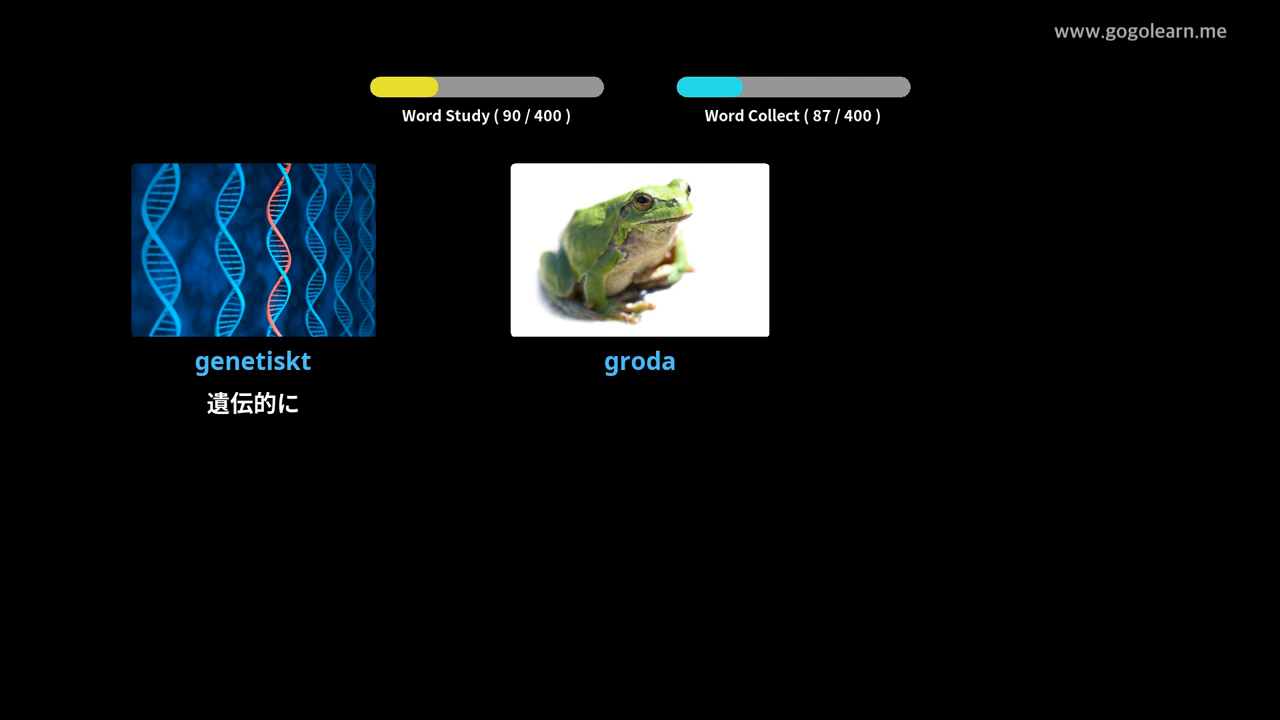 www.gogolearn.me
Word Study ( 90 / 400 )
Word Collect ( 87 / 400 )
genetiskt
groda
遺伝的に